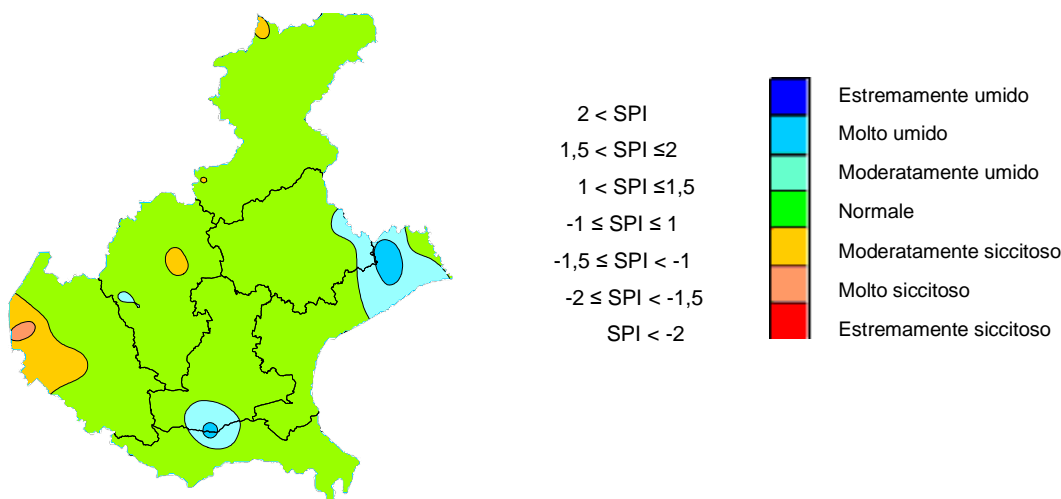 2 < SPI
1,5 < SPI ≤2
1 < SPI ≤1,5
-1 ≤ SPI ≤ 1
-1,5 ≤ SPI < -1
-2 ≤ SPI < -1,5
SPI < -2
Estremamente umido
Molto umido
Moderatamente umido
Normale
Moderatamente siccitoso
Molto siccitoso
Estremamente siccitoso